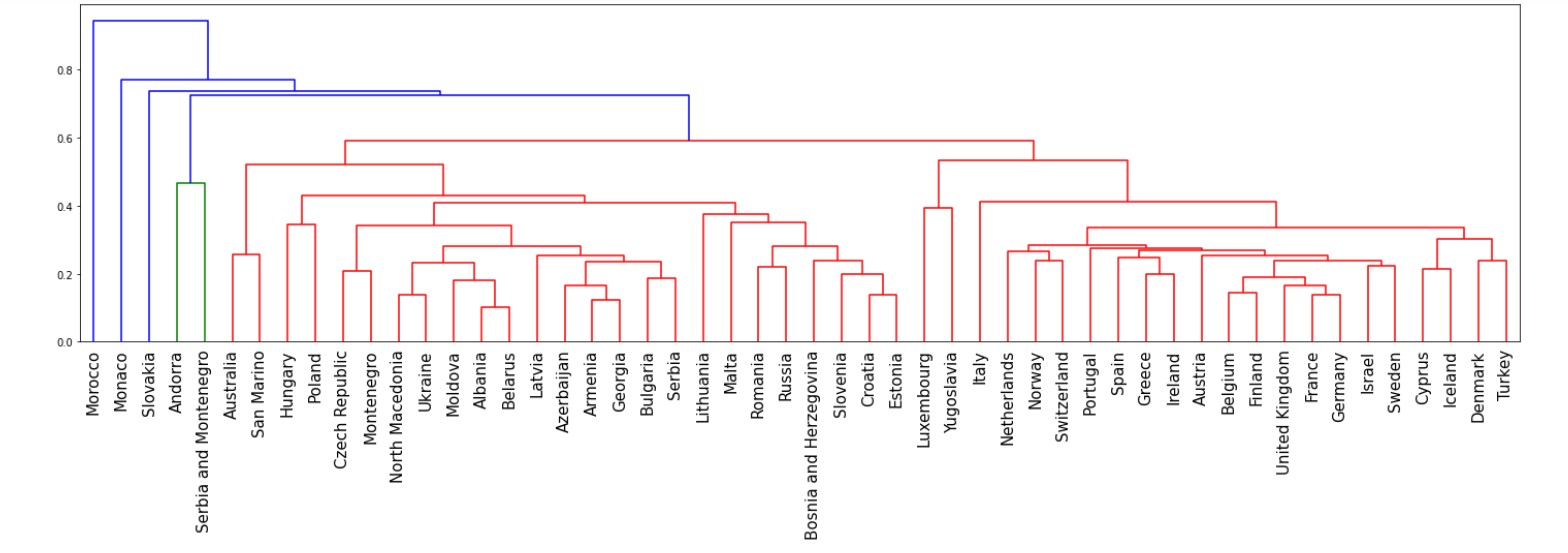 0.8
0.6
0.4
0.2
0.0
Morocco
Monaco
Slovakia
Andorra
Serbia and Montenegro
Australia
San Marino
Hungary
Poland
Czech Republic
Montenegro
North Macedonia
Ukraine
Moldova
Albania
Belarus
Latvia
Azerbaijan
Armenia
Georgia
Bulgaria
Serbia
Lithuania
Malta
Romania
Russia
Bosnia and Herzegovina
Slovenia
Croatia
Estonia
Luxembourg
Yugoslavia
Italy
Netherlands
Norway
Switzerland
Portugal
Spain
Greece
Ireland
Austria
Belgium
Finland
United Kingdom
France
Germany
Israel
Sweden
Cyprus
Iceland
Denmark
Turkey